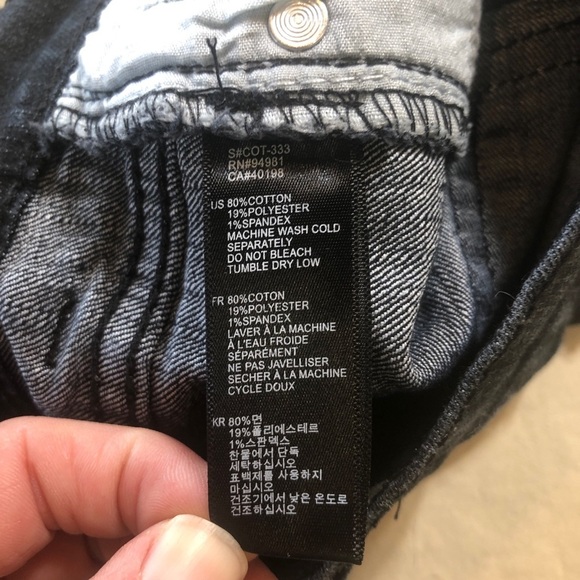 S#COT-333
RN#94981
CA#40198
US 80%COTTON
19%POLYESTER
1%SPANDEX
MACHINE WASH COLD
SEPARATELY
DO NOT BLEACH
TUMBLE DRY LOW
FR 80%COTON
19%POLYESTER
1%SPANDEX
LAVER À LA MACHINE
À L'EAU FROIDE
SÉPARÉMENT
NE PAS JAVELLISER
SECHER À LA MACHINE
CYCLE DOUX
KR 80%면
19%폴리에스테르
1%스판덱스
찬물에서 단독
세탁하십시오
표백제를 사용하지
마십시오
건조기에서 낮은 온도로
건조하십시오